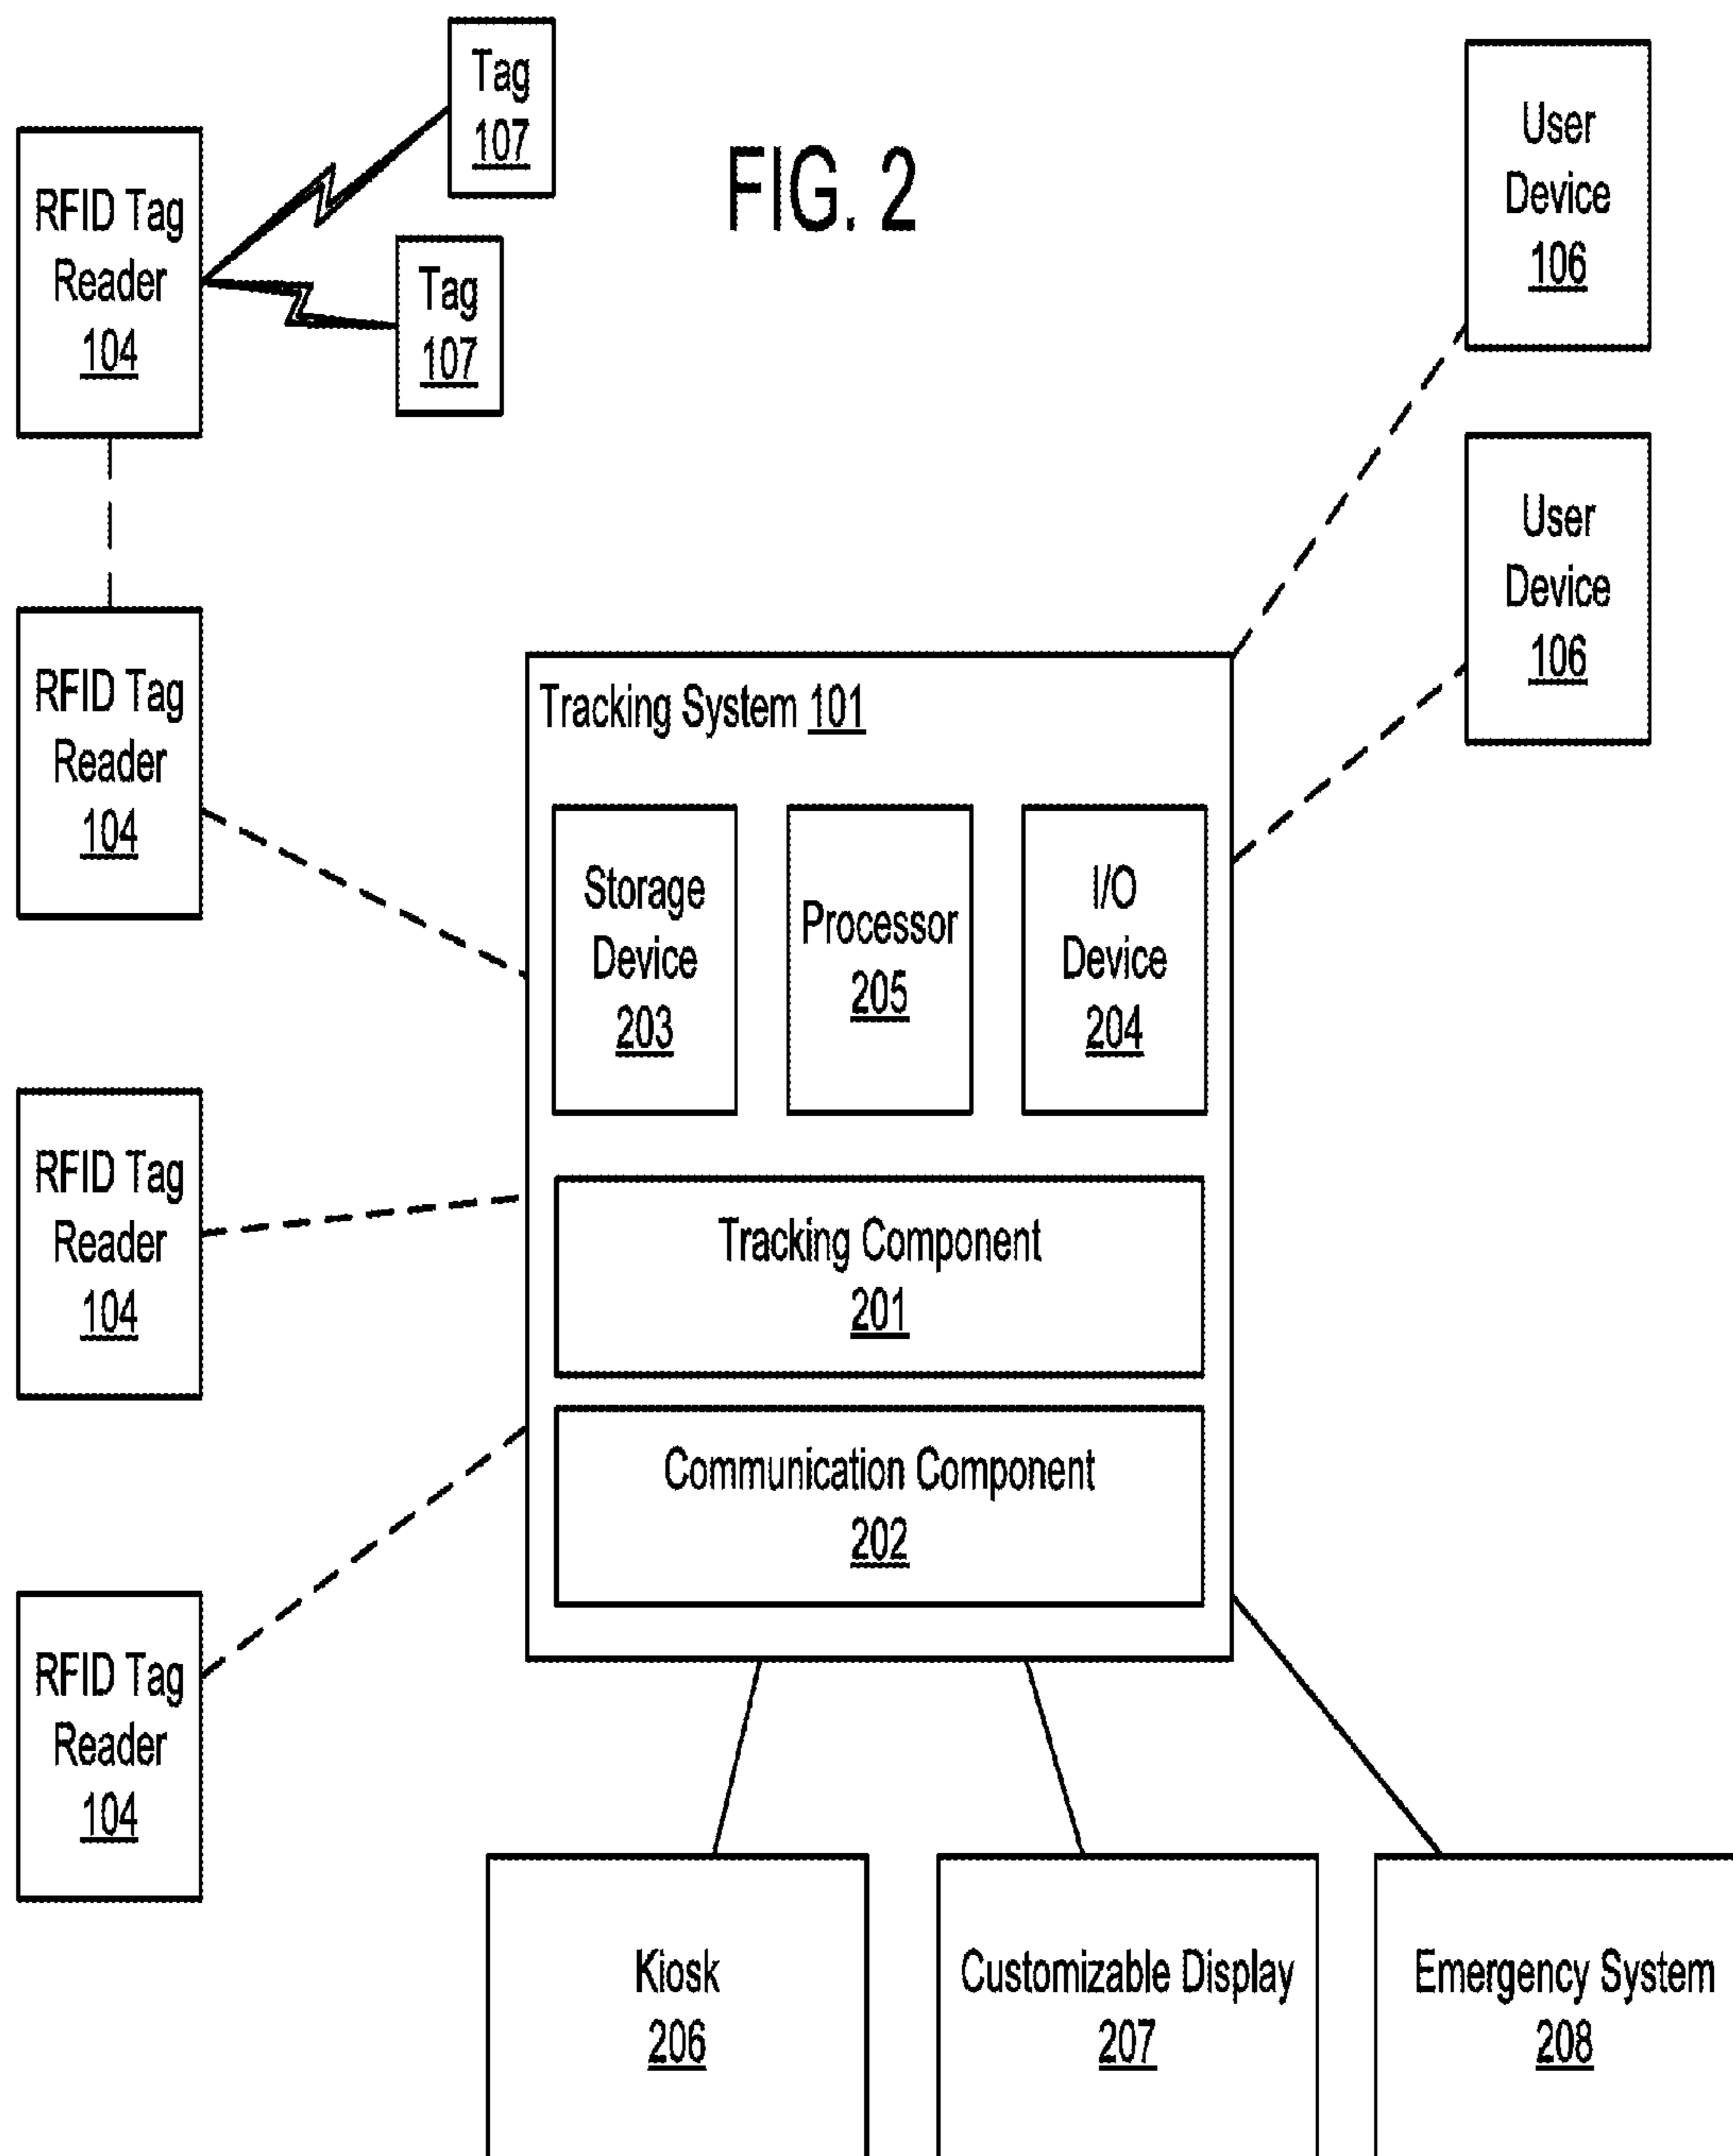 Tag
107
FIG. 2
User
Device
106
RFID Tag
Reader
104
Tag
107
User
Device
106
RFID Tag
Reader
104
Tracking System 101
Storage
Device
203
Processor
205
I/O
Device
204
RFID Tag
Reader
104
Tracking Component
201
Communication Component
202
RFID Tag
Reader
104
Kiosk
206
Customizable Display
207
Emergency System
208